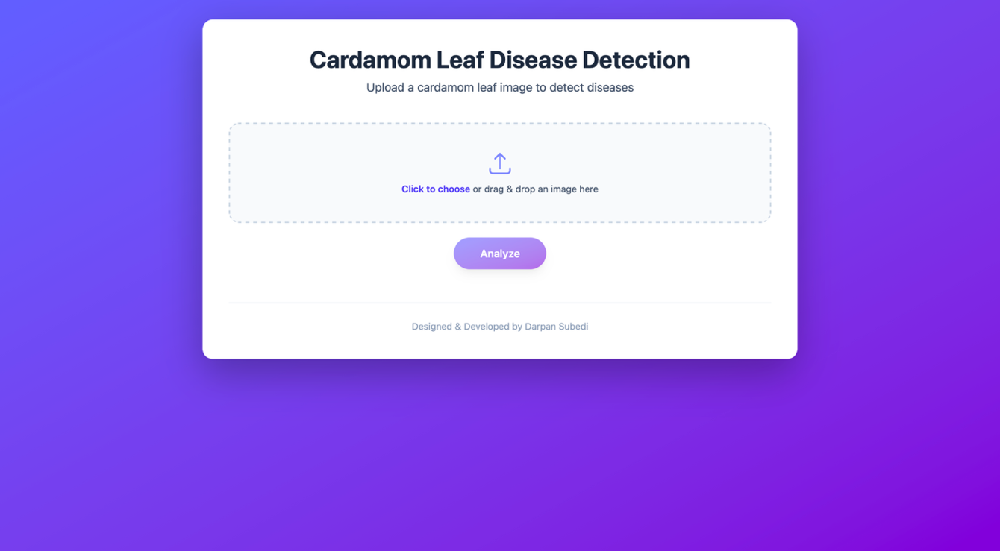 Cardamom Leaf Disease Detection
Upload a cardamom leaf image to detect diseases
Click to choose or drag & drop an image here
Analyze
Designed & Developed by Darpan Subedi